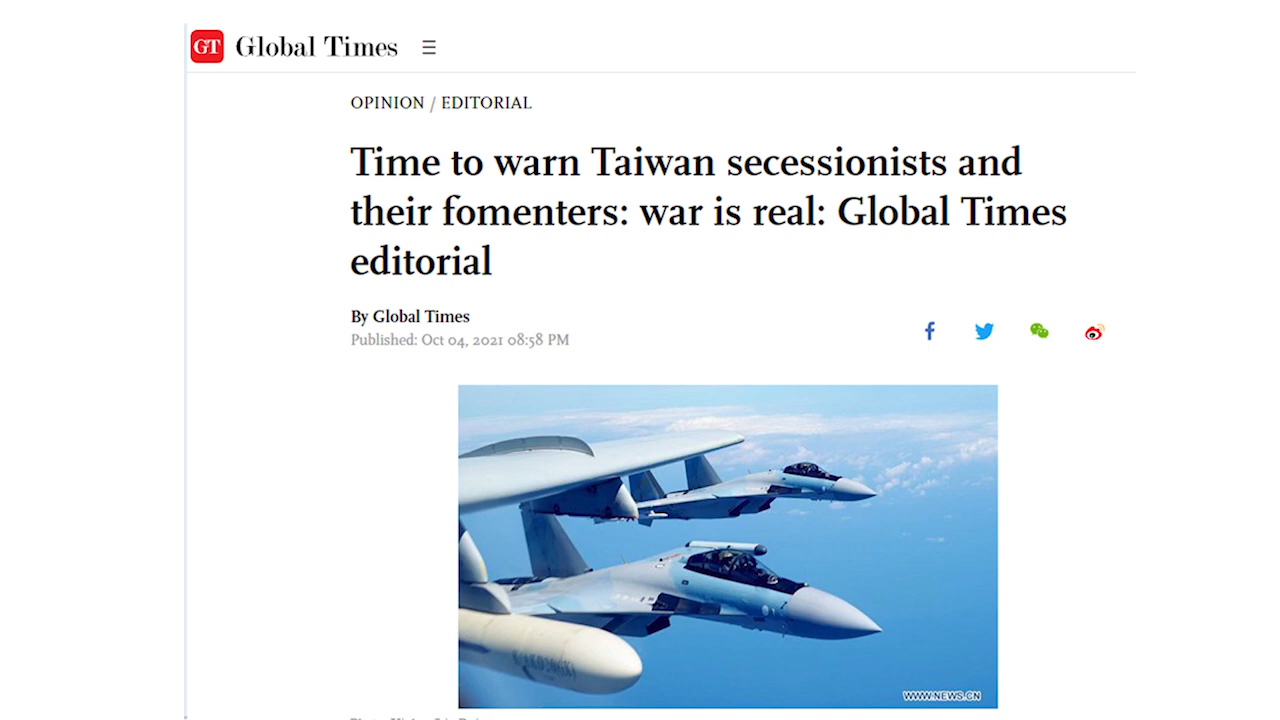 GT Global Times
OPINION / EDITORIAL
Time to warn Taiwan secessionists and
their fomenters: war is real: Global Times
editorial
By Global Times
Published: Oct 04, 2021 08:58 PM
WWW.NEWS.CN